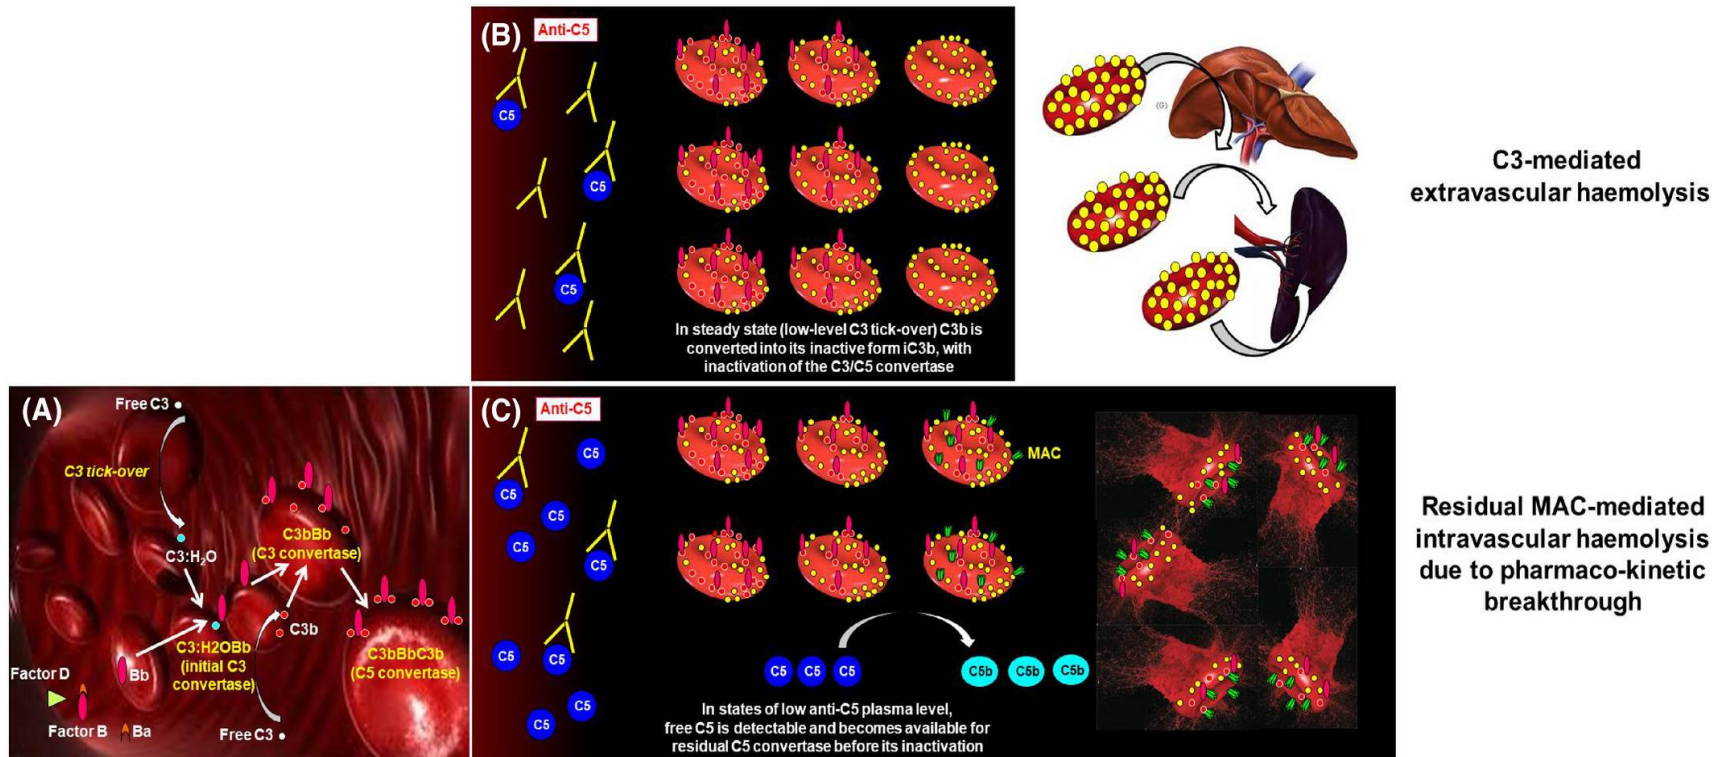 (B)
Anti-C5
C5
C5
C5
In steady state (low-level C3 tick-over) C3b is
converted into its inactive form iC3b, with
inactivation of the C3/C5 convertase
(G)
C3-mediated
extravascular haemolysis
(A)
Free C3
C3 tick-over
C3:H₂O
C3bBb
(C3 convertase)
C3b
C3:H2OBb
(initial C3
convertase)
C3bBbC3b
(C5 convertase)
Factor D
Bb
Factor B
Ba
Free C3
(C)
Anti-C5
C5
C5
C5
C5
C5
C5
C5
C5
C5
MAC
C5 C5 C5
C5b C5b C5b
In states of low anti-C5 plasma level,
free C5 is detectable and becomes available for
residual C5 convertase before its inactivation
Residual MAC-mediated
intravascular haemolysis
due to pharmaco-kinetic
breakthrough